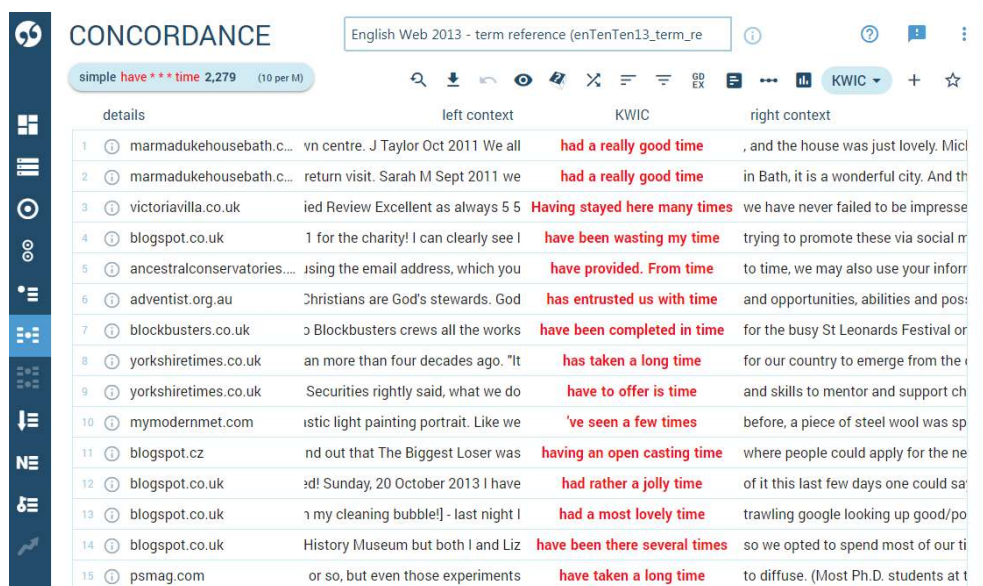 CONCORDANCE
English Web 2013 - term reference (enTenTen13_term_re
simple have * * * time 2,279 (10 per M)
GD EX
KWIC
details left context KWIC right context
1 marmadukehousebath.c... vn centre. J Taylor Oct 2011 We all had a really good time , and the house was just lovely. Micl
2 marmadukehousebath.c... return visit. Sarah M Sept 2011 we had a really good time in Bath, it is a wonderful city. And th
3 victoriavilla.co.uk ied Review Excellent as always 5 5 Having stayed here many times we have never failed to be impresse
4 blogspot.co.uk 1 for the charity! I can clearly see I have been wasting my time trying to promote these via social m
5 ancestralconservatories.... using the email address, which you have provided. From time to time, we may also use your inforr
6 adventist.org.au Christians are God's stewards. God has entrusted us with time and opportunities, abilities and pos
7 blockbusters.co.uk o Blockbusters crews all the works have been completed in time for the busy St Leonards Festival or
8 yorkshiretimes.co.uk an more than four decades ago. "It has taken a long time for our country to emerge from the
9 yorkshiretimes.co.uk Securities rightly said, what we do have to offer is time and skills to mentor and support ch
10 mymodernmet.com astic light painting portrait. Like we 've seen a few times before, a piece of steel wool was sp
11 blogspot.cz nd out that The Biggest Loser was having an open casting time where people could apply for the ne
12 blogspot.co.uk ed! Sunday, 20 October 2013 I have had rather a jolly time of it this last few days one could sa
13 blogspot.co.uk n my cleaning bubble!] - last night I had a most lovely time trawling google looking up good/po
14 blogspot.co.uk History Museum but both I and Liz have been there several times so we opted to spend most of our ti
15 psmag.com or so, but even those experiments have taken a long time to diffuse. (Most Ph.D. students at t